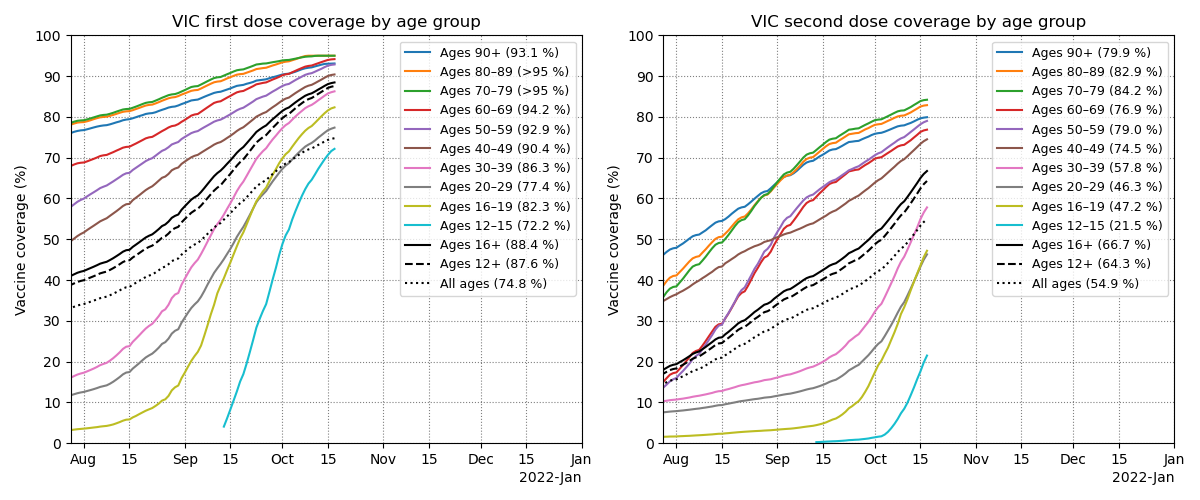 VIC first dose coverage by age group
Vaccine coverage (%)
100
90
80
70
60
50
40
30
20
10
0
Ages 90+ (93.1 %)
Ages 80–89 (>95 %)
Ages 70–79 (>95 %)
Ages 60–69 (94.2 %)
Ages 50–59 (92.9 %)
Ages 40–49 (90.4 %)
Ages 30–39 (86.3 %)
Ages 20–29 (77.4 %)
Ages 16–19 (82.3 %)
Ages 12–15 (72.2 %)
Ages 16+ (88.4 %)
Ages 12+ (87.6 %)
All ages (74.8 %)
Aug 15 Sep 15 Oct 15 Nov 15 Dec 15 Jan
2022-Jan
VIC second dose coverage by age group
Vaccine coverage (%)
100
90
80
70
60
50
40
30
20
10
0
Ages 90+ (79.9 %)
Ages 80–89 (82.9 %)
Ages 70–79 (84.2 %)
Ages 60–69 (76.9 %)
Ages 50–59 (79.0 %)
Ages 40–49 (74.5 %)
Ages 30–39 (57.8 %)
Ages 20–29 (46.3 %)
Ages 16–19 (47.2 %)
Ages 12–15 (21.5 %)
Ages 16+ (66.7 %)
Ages 12+ (64.3 %)
All ages (54.9 %)
Aug 15 Sep 15 Oct 15 Nov 15 Dec 15 Jan
2022-Jan